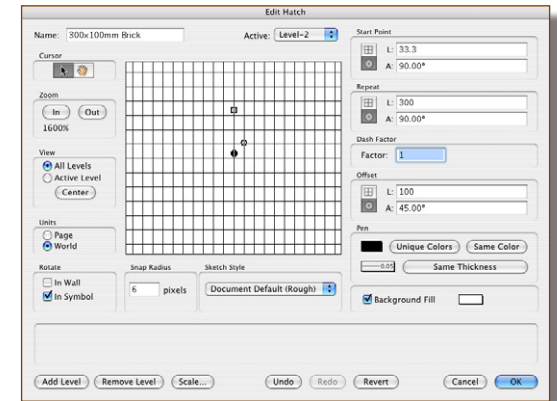 Edit Hatch
Name: 300x100mm Brick
Active: Level-2
Cursor
Zoom
In Out
1600%
View
All Levels
Active Level
Center
Units
Page
World
Rotate
In Wall
In Symbol
Snap Radius
6 pixels
Sketch Style
Document Default (Rough)
Start Point
L: 33.3
A: 90.00°
Repeat
L: 300
A: 90.00°
Dash Factor
Factor: 1
Offset
L: 100
A: 45.00°
Pen
Unique Colors Same Color
0.05 Same Thickness
Background Fill
Add Level Remove Level Scale... Undo Redo Revert Cancel OK